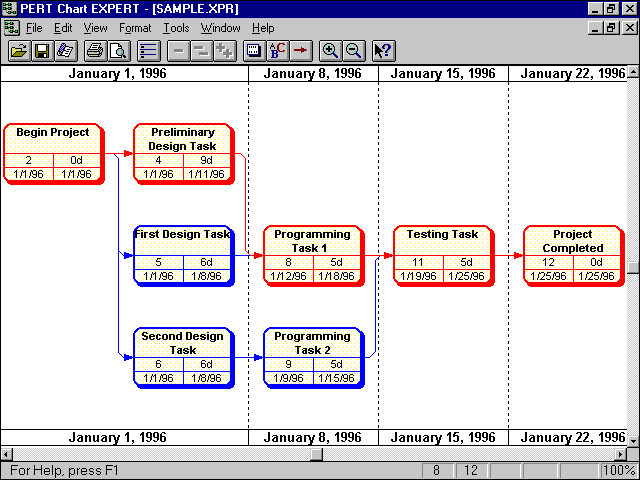 PERT Chart EXPERT - [SAMPLE.XPR]
File Edit View Format Tools Window Help
A B C
?
January 1, 1996 January 8, 1996 January 15, 1996 January 22, 1996
Begin Project
2 0d
1/1/96 1/1/96
Preliminary
Design Task
4 9d
1/1/96 1/11/96
First Design Task
5 6d
1/1/96 1/8/96
Programming
Task 1
8 5d
1/12/96 1/18/96
Testing Task
11 5d
1/19/96 1/25/96
Project
Completed
12 0d
1/25/96 1/25/96
Second Design
Task
6 6d
1/1/96 1/8/96
Programming
Task 2
9 5d
1/9/96 1/15/96
January 1, 1996 January 8, 1996 January 15, 1996 January 22, 1996
For Help, press F1 8 12 100%